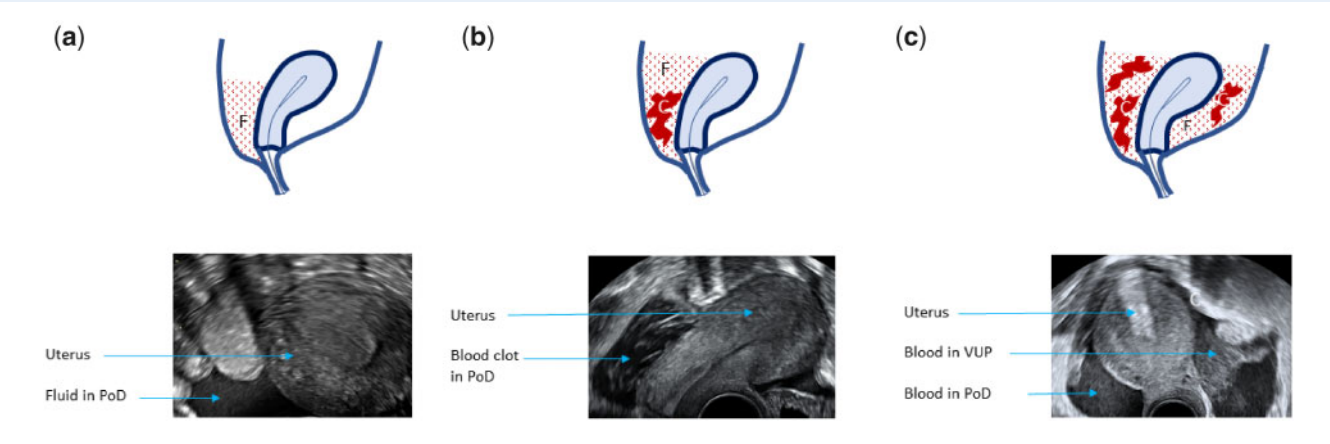 (a)
(b)
(c)
F
F
C
C
C
F
Uterus
Fluid in PoD
Uterus
Blood clot
in PoD
Uterus
Blood in VUP
Blood in PoD